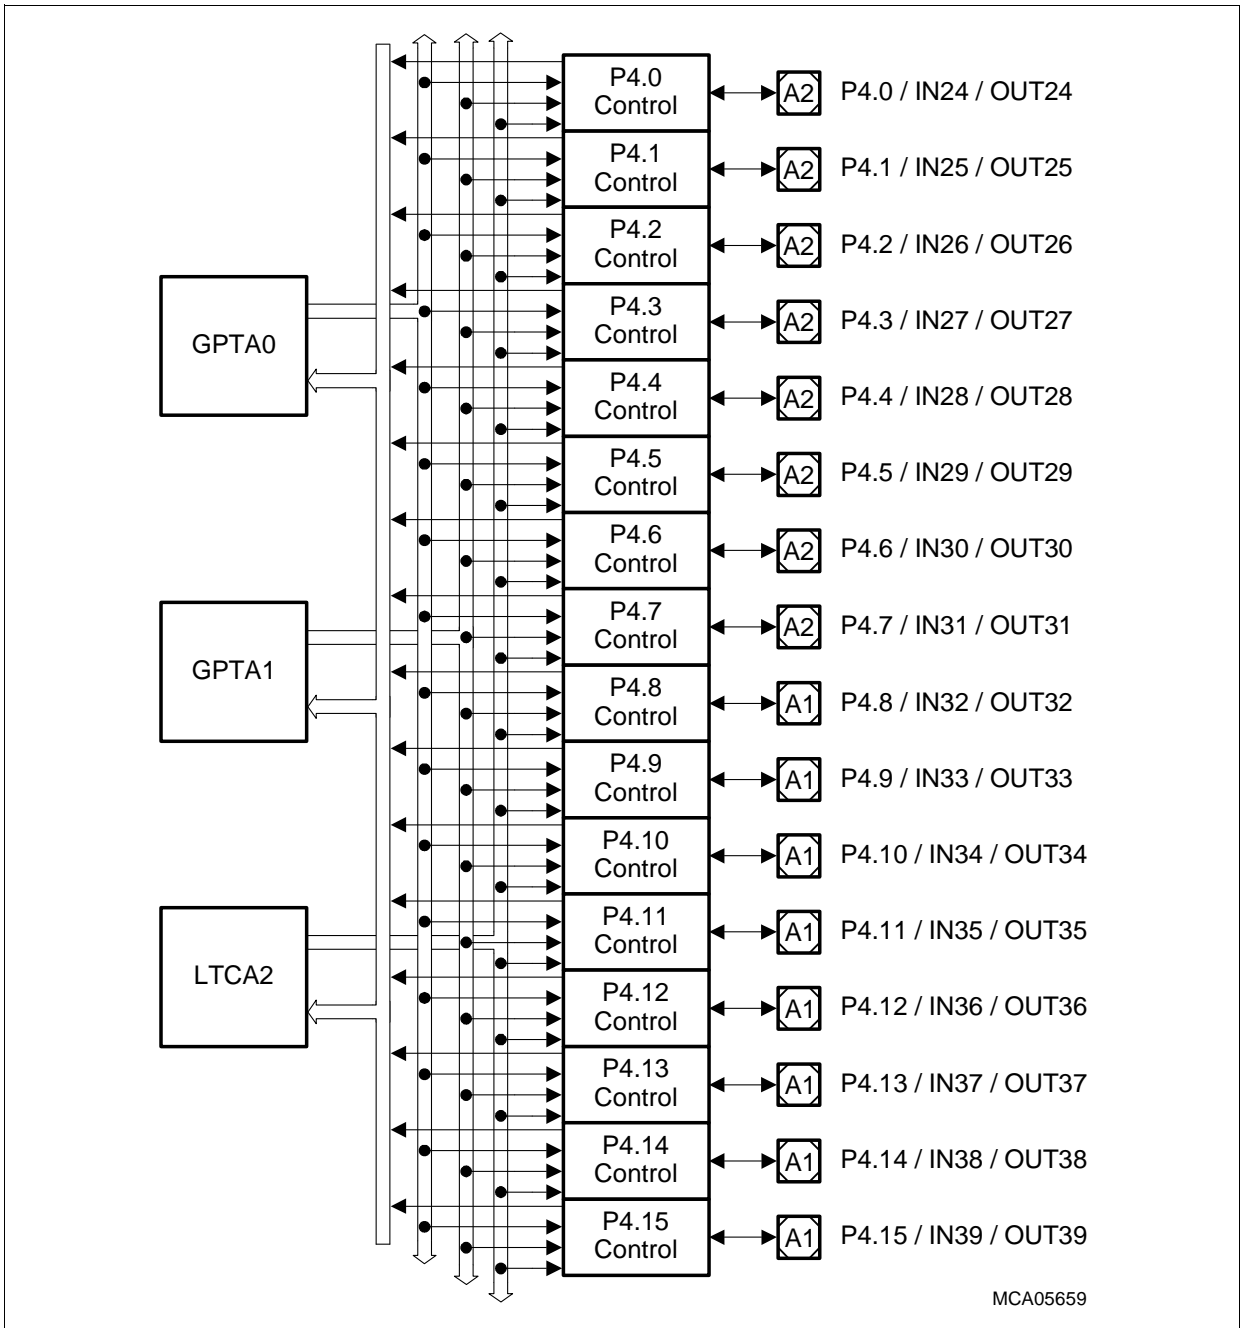 P4.0
Control
A2
P4.0 / IN24 / OUT24
P4.1
Control
A2
P4.1 / IN25 / OUT25
P4.2
Control
A2
P4.2 / IN26 / OUT26
P4.3
Control
A2
P4.3 / IN27 / OUT27
GPTA0
P4.4
Control
A2
P4.4 / IN28 / OUT28
P4.5
Control
A2
P4.5 / IN29 / OUT29
P4.6
Control
A2
P4.6 / IN30 / OUT30
P4.7
Control
A2
P4.7 / IN31 / OUT31
GPTA1
P4.8
Control
A1
P4.8 / IN32 / OUT32
P4.9
Control
A1
P4.9 / IN33 / OUT33
P4.10
Control
A1
P4.10 / IN34 / OUT34
P4.11
Control
A1
P4.11 / IN35 / OUT35
LTCA2
P4.12
Control
A1
P4.12 / IN36 / OUT36
P4.13
Control
A1
P4.13 / IN37 / OUT37
P4.14
Control
A1
P4.14 / IN38 / OUT38
P4.15
Control
A1
P4.15 / IN39 / OUT39
MCA05659